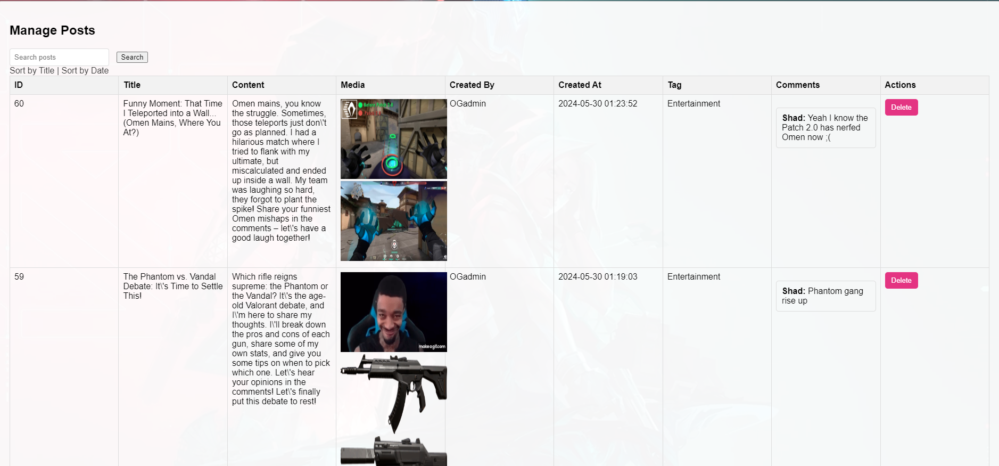 Manage Posts
Search posts
Search
Sort by Title | Sort by Date
ID
Title
Content
Media
Created By
Created At
Tag
Comments
Actions
60
Funny Moment: That Time
I Teleported into a Wall...
(Omen Mains, Where You
At?)
Omen mains, you know
the struggle. Sometimes,
those teleports just don\'t
go as planned. I had a
hilarious match where I
tried to flank with my
ultimate, but
miscalculated and ended
up inside a wall. My team
was laughing so hard,
they forgot to plant the
spike! Share your funniest
Omen mishaps in the
comments – let\'s have a
good laugh together!
Before Patch 2.0
OGadmin
2024-05-30 01:23:52
Entertainment
Shad: Yeah I know the
Patch 2.0 has nerfed
Omen now ;(
Delete
59
The Phantom vs. Vandal
Debate: It\'s Time to Settle
This!
Which rifle reigns
supreme: the Phantom or
the Vandal? It\'s the age-
old Valorant debate, and
I\'m here to share my
thoughts. I\'ll break down
the pros and cons of each
gun, share some of my
own stats, and give you
some tips on when to pick
which one. Let\'s hear
your opinions in the
comments! Let\'s finally
put this debate to rest!
makeagif.com
OGadmin
2024-05-30 01:19:03
Entertainment
Shad: Phantom gang
rise up
Delete